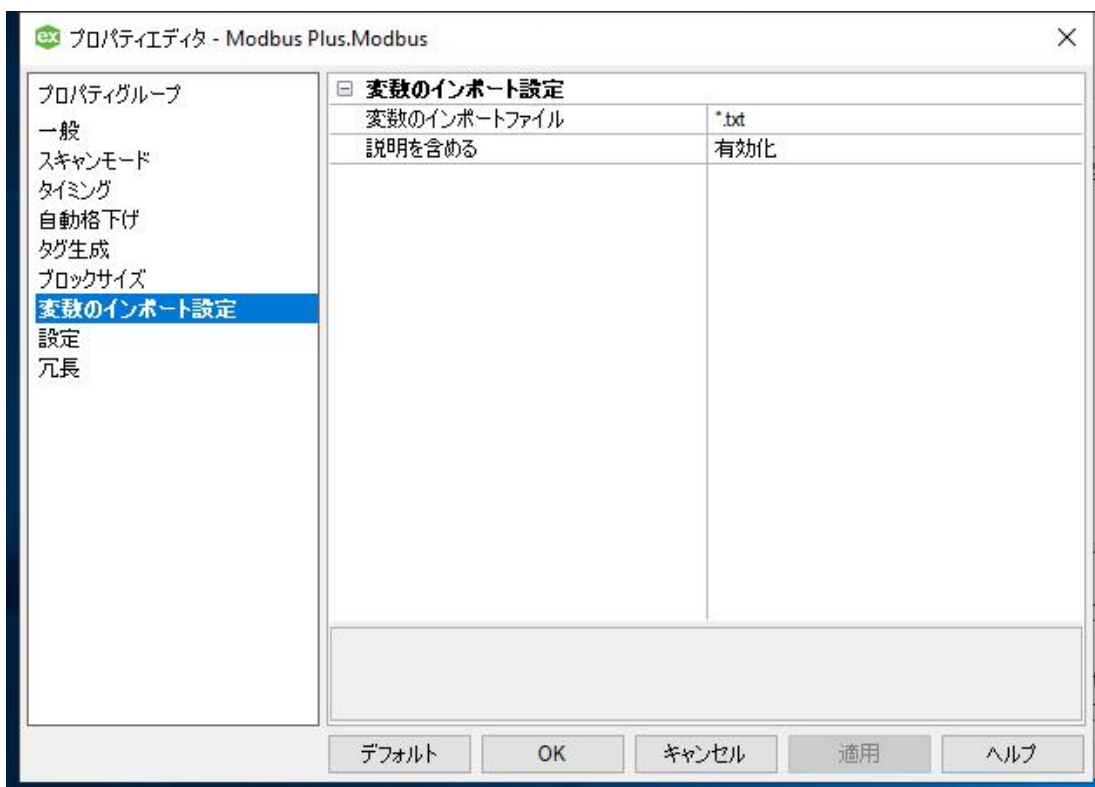 ex プロパティエディタ - Modbus Plus.Modbus
プロパティグループ
一般
スキャンモード
タイミング
自動格下げ
タグ生成
ブロックサイズ
変数のインポート設定
設定
冗長
変数のインポート設定
変数のインポートファイル *.txt
説明を含める 有効化
デフォルト OK キャンセル 適用 ヘルプ